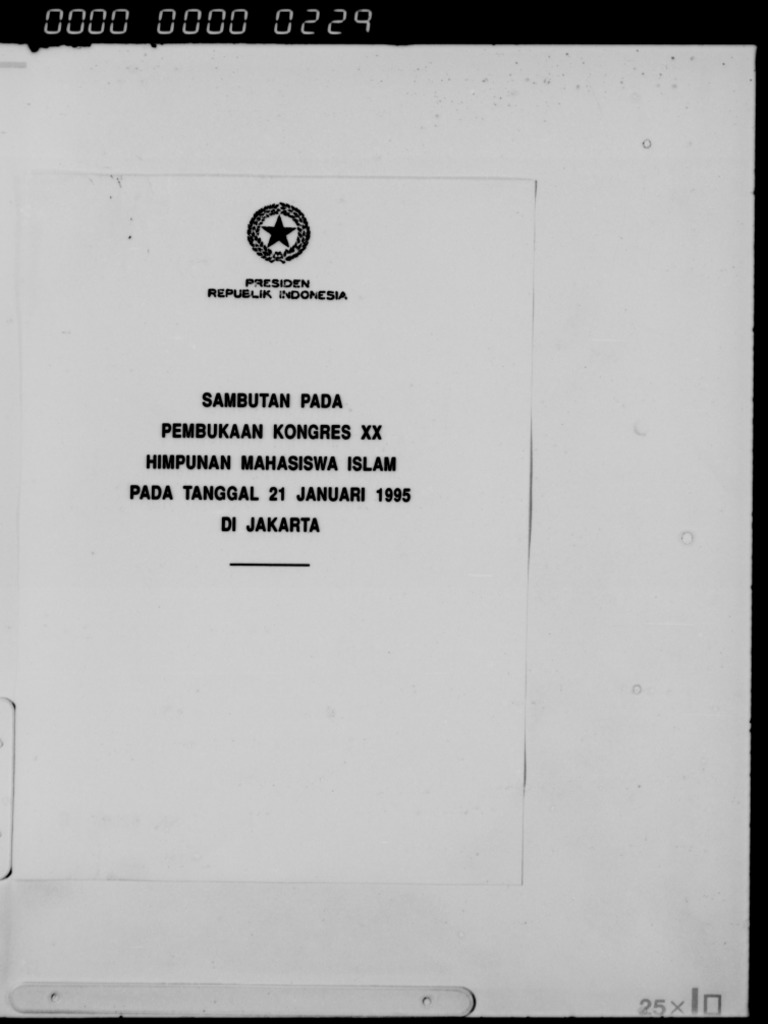 0000 0000 0229
PRESIDEN
REPUBLIK INDONESIA
SAMBUTAN PADA
PEMBUKAAN KONGRES XX
HIMPUNAN MAHASISWA ISLAM
PADA TANGGAL 21 JANUARI 1995
DI JAKARTA
25×